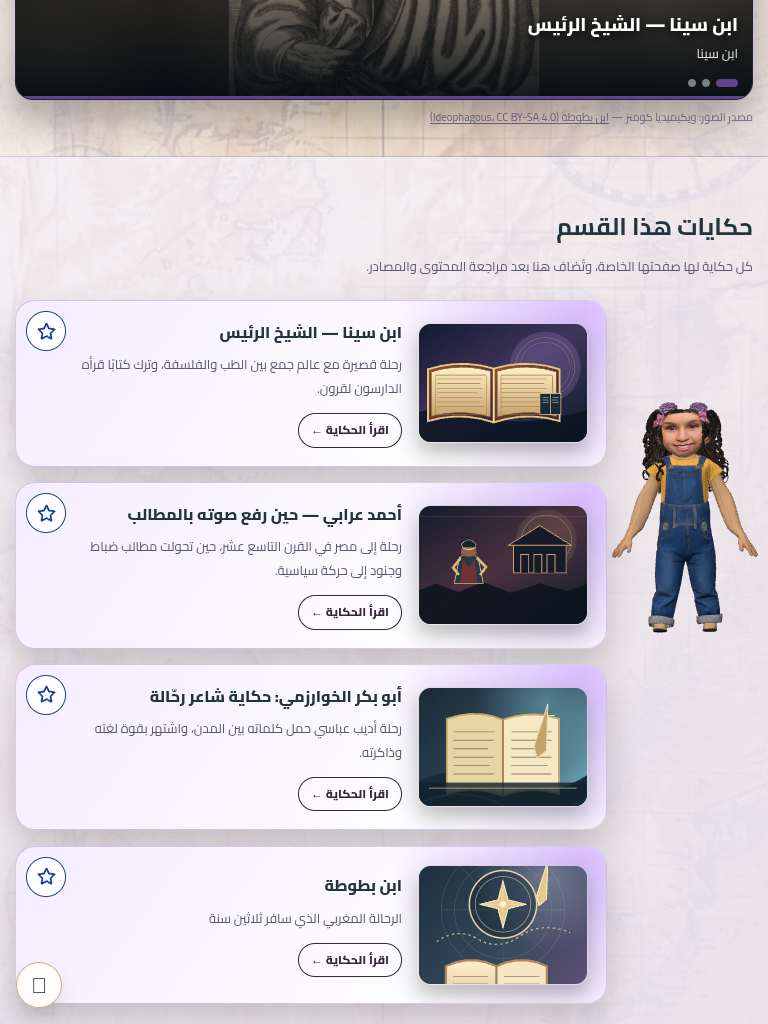 ابن سينا — الشيخ الرئيس
ابن سينا
مصدر الصور: ويكيميديا كومنز — ابن بطوطة (Ideophagous، CC BY-SA 4.0)
حكايات هذا القسم
كل حكاية لها صفحتها الخاصة، وتُضاف هنا بعد مراجعة المحتوى والمصادر.
ابن سينا — الشيخ الرئيس
رحلة قصيرة مع عالم جمع بين الطب والفلسفة، وترك كتابًا قرأه
الدارسون لقرون.
اقرأ الحكاية ←
أحمد عرابي — حين رفع صوته بالمطالب
رحلة إلى مصر في القرن التاسع عشر، حين تحولت مطالب ضباط
وجنود إلى حركة سياسية.
اقرأ الحكاية ←
أبو بكر الخوارزمي: حكاية شاعر رحّالة
رحلة أديب عباسي حمل كلماته بين المدن، واشتهر بقوة لغته
وذاكرته.
اقرأ الحكاية ←
ابن بطوطة
الرحالة المغربي الذي سافر ثلاثين سنة
اقرأ الحكاية ←